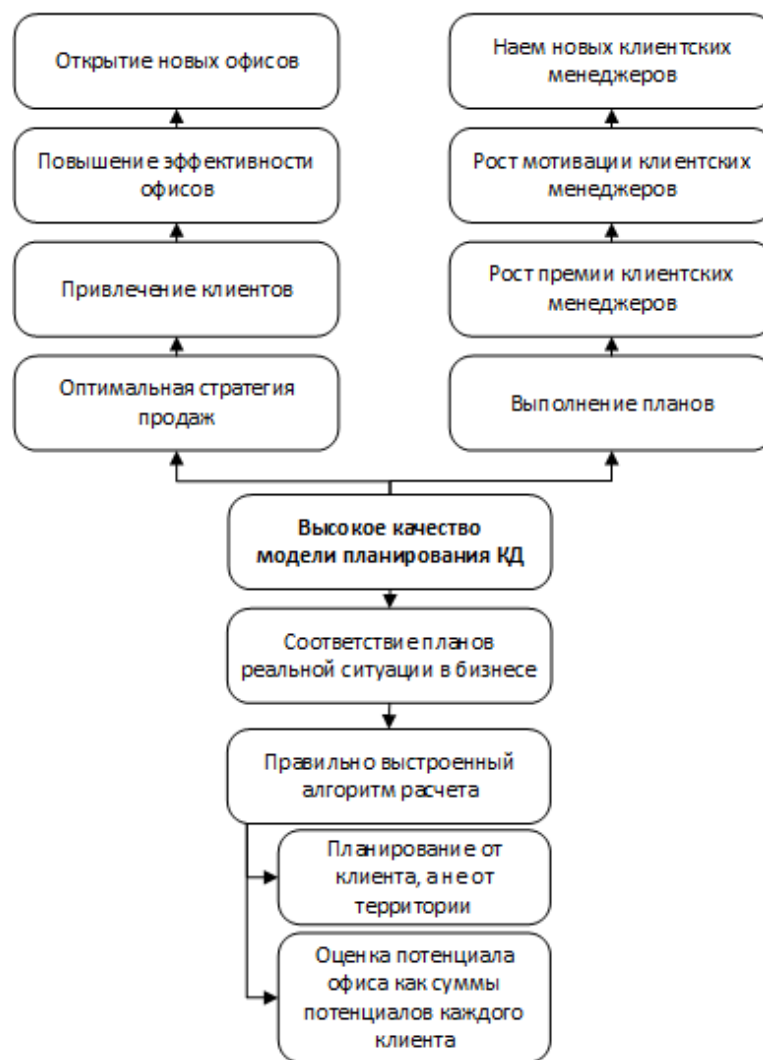 Открытие новых офисов
Наем новых клиентских
менеджеров
Повышение эффективности
офисов
Рост мотивации клиентских
менеджеров
Привлечение клиентов
Рост премии клиентских
менеджеров
Оптимальная стратегия
продаж
Выполнение планов
Высокое качество
модели планирования КД
Соответствие планов
реальной ситуации в бизнесе
Правильно выстроенный
алгоритм расчета
Планирование от
клиента, а не от
территории
Оценка потенциала
офиса как суммы
потенциалов каждого
клиента